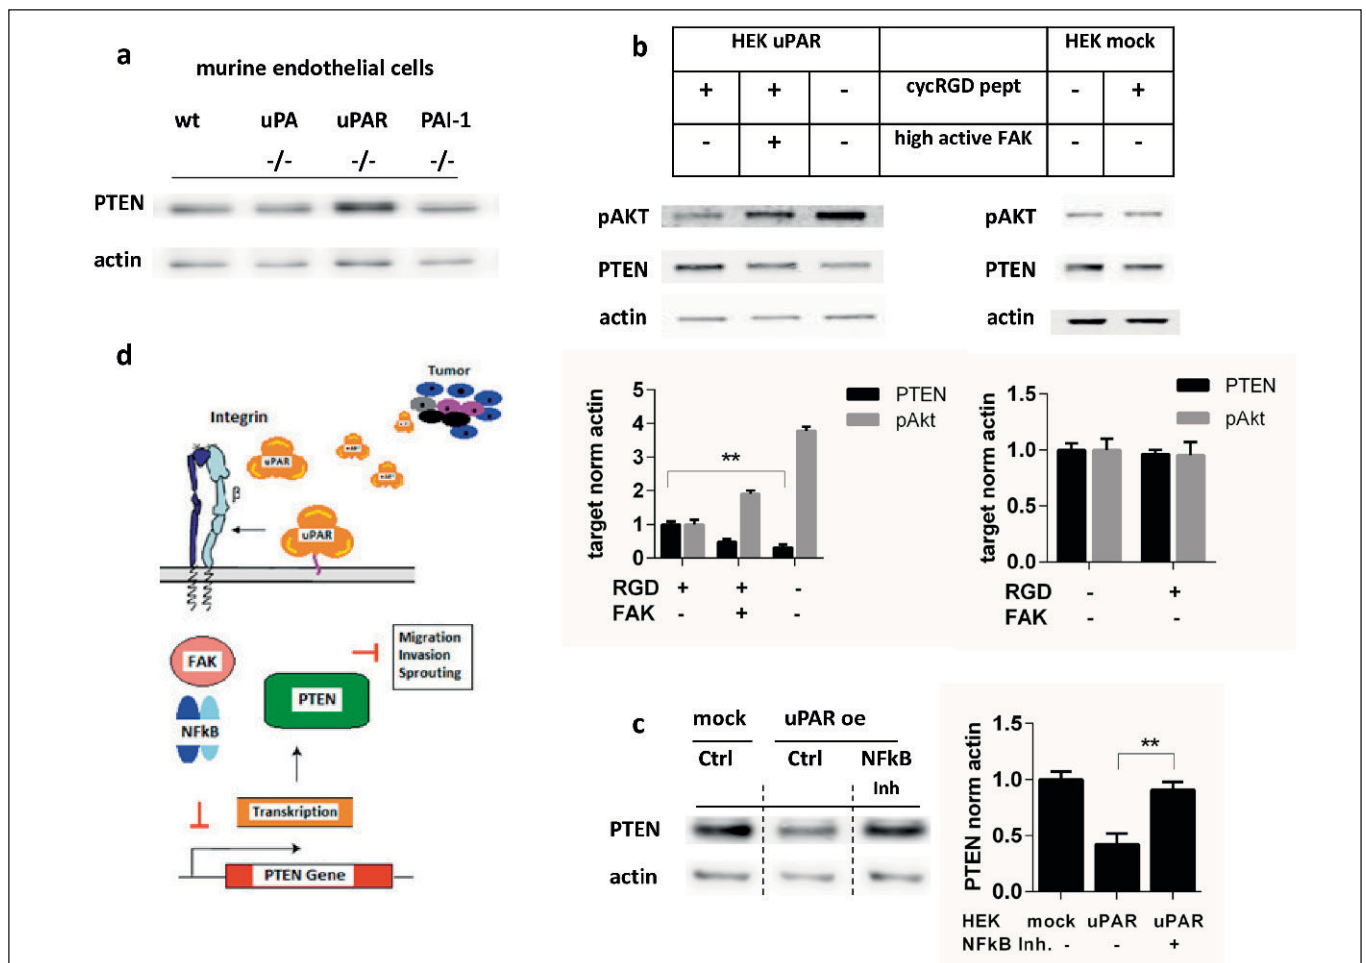 a
murine endothelial cells
wt uPA uPAR PAI-1
-/- -/- -/-
PTEN
actin
b
HEK uPAR HEK mock
+ + - cycRGD pept - +
- + - high active FAK - -
pAKT
PTEN
actin
pAKT
PTEN
actin
target norm actin
5
4
3
2
1
0
**
PTEN
pAkt
RGD + + -
FAK - + -
target norm actin
1.5
1.0
0.5
0.0
PTEN
pAkt
RGD - +
FAK - -
d
Tumor
Integrin
uPAR
β
uPAR
FAK
NFkB
PTEN
Migration
Invasion
Sprouting
Transkription
PTEN Gene
c
mock uPAR oe
Ctrl Ctrl NFkB
Inh
PTEN
actin
PTEN norm actin
1.5
1.0
0.5
0.0
**
HEK mock uPAR uPAR
NFkB Inh. - - +